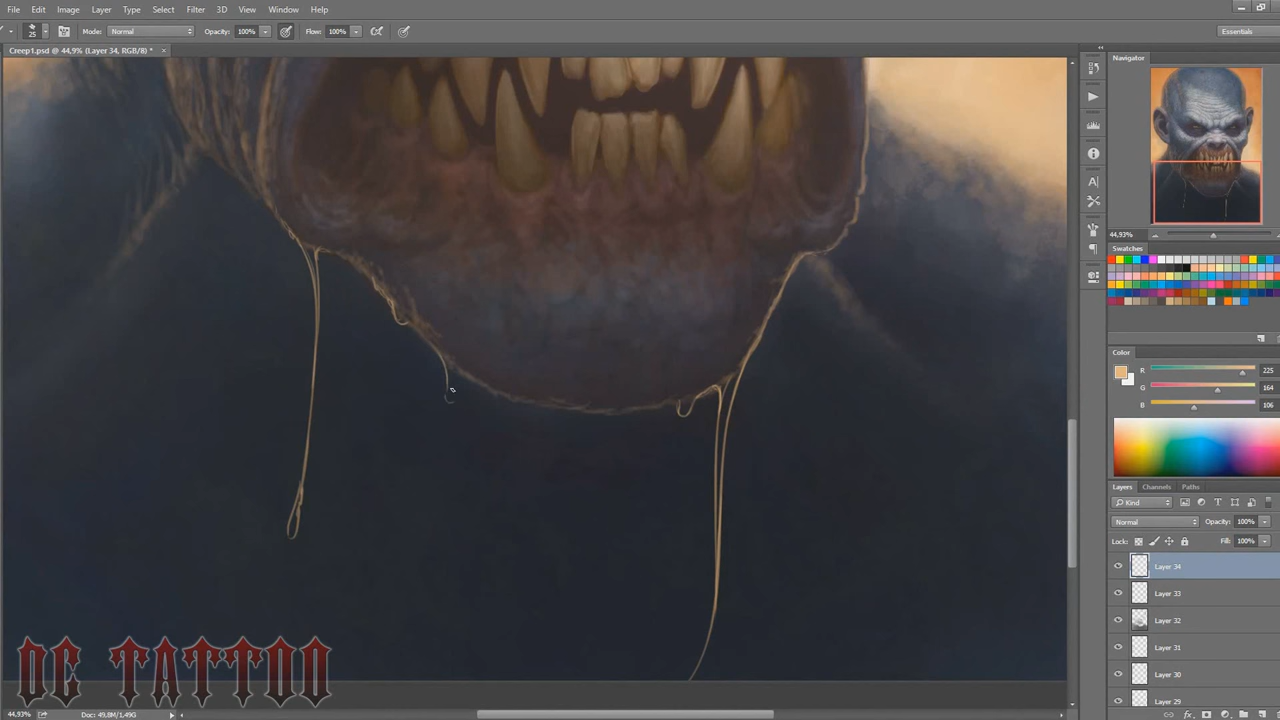 File Edit Image Layer Type Select Filter 3D View Window Help
25 Mode: Normal Opacity: 100% Flow: 100% Essentials
Creep1.psd @ 44,9% (Layer 34, RGB/8) * ×
Navigator
44,93%
Swatches
Color
R 225
G 164
B 106
Layers Channels Paths
Kind
Normal Opacity: 100%
Lock: Fill: 100%
Layer 34
Layer 33
Layer 32
Layer 31
Layer 30
Layer 29
DC TATTOO
44,93% Doc: 49,8M/1,49G